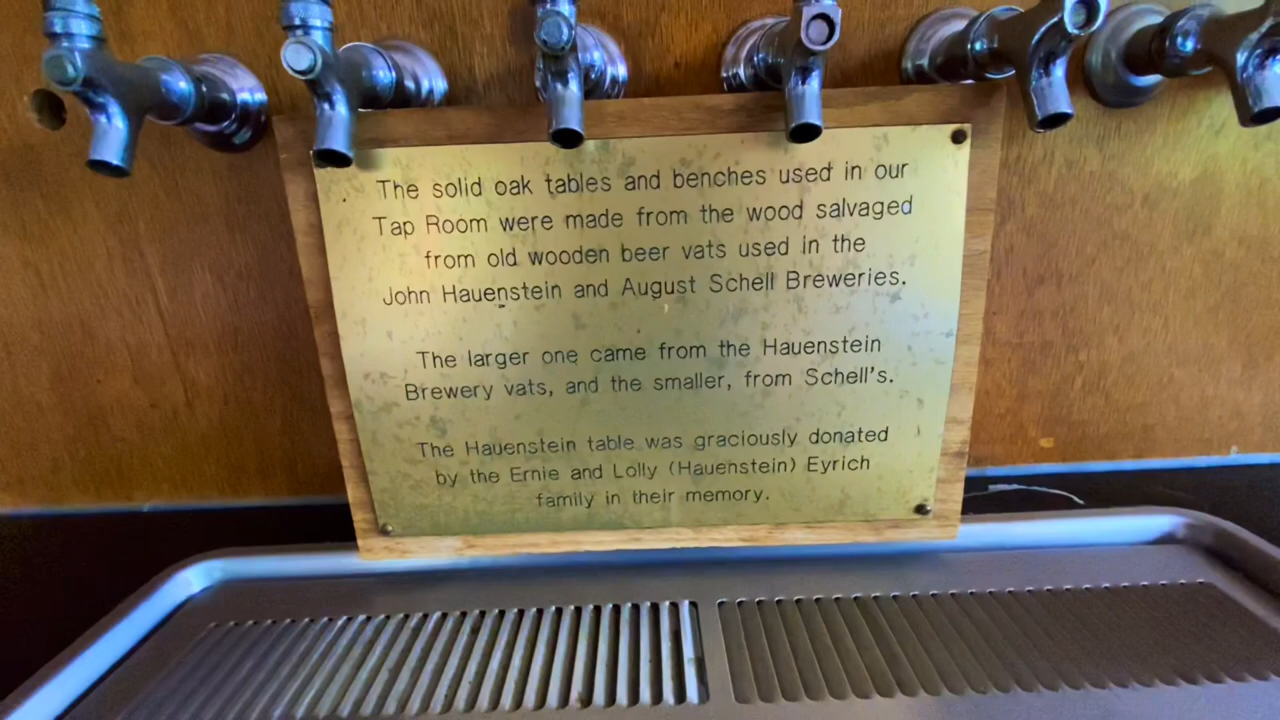 The solid oak tables and benches used in our
Tap Room were made from the wood salvaged
from old wooden beer vats used in the
John Hauenstein and August Schell Breweries.
The larger one came from the Hauenstein
Brewery vats, and the smaller, from Schell's.
The Hauenstein table was graciously donated
by the Ernie and Lolly (Hauenstein) Eyrich
family in their memory.